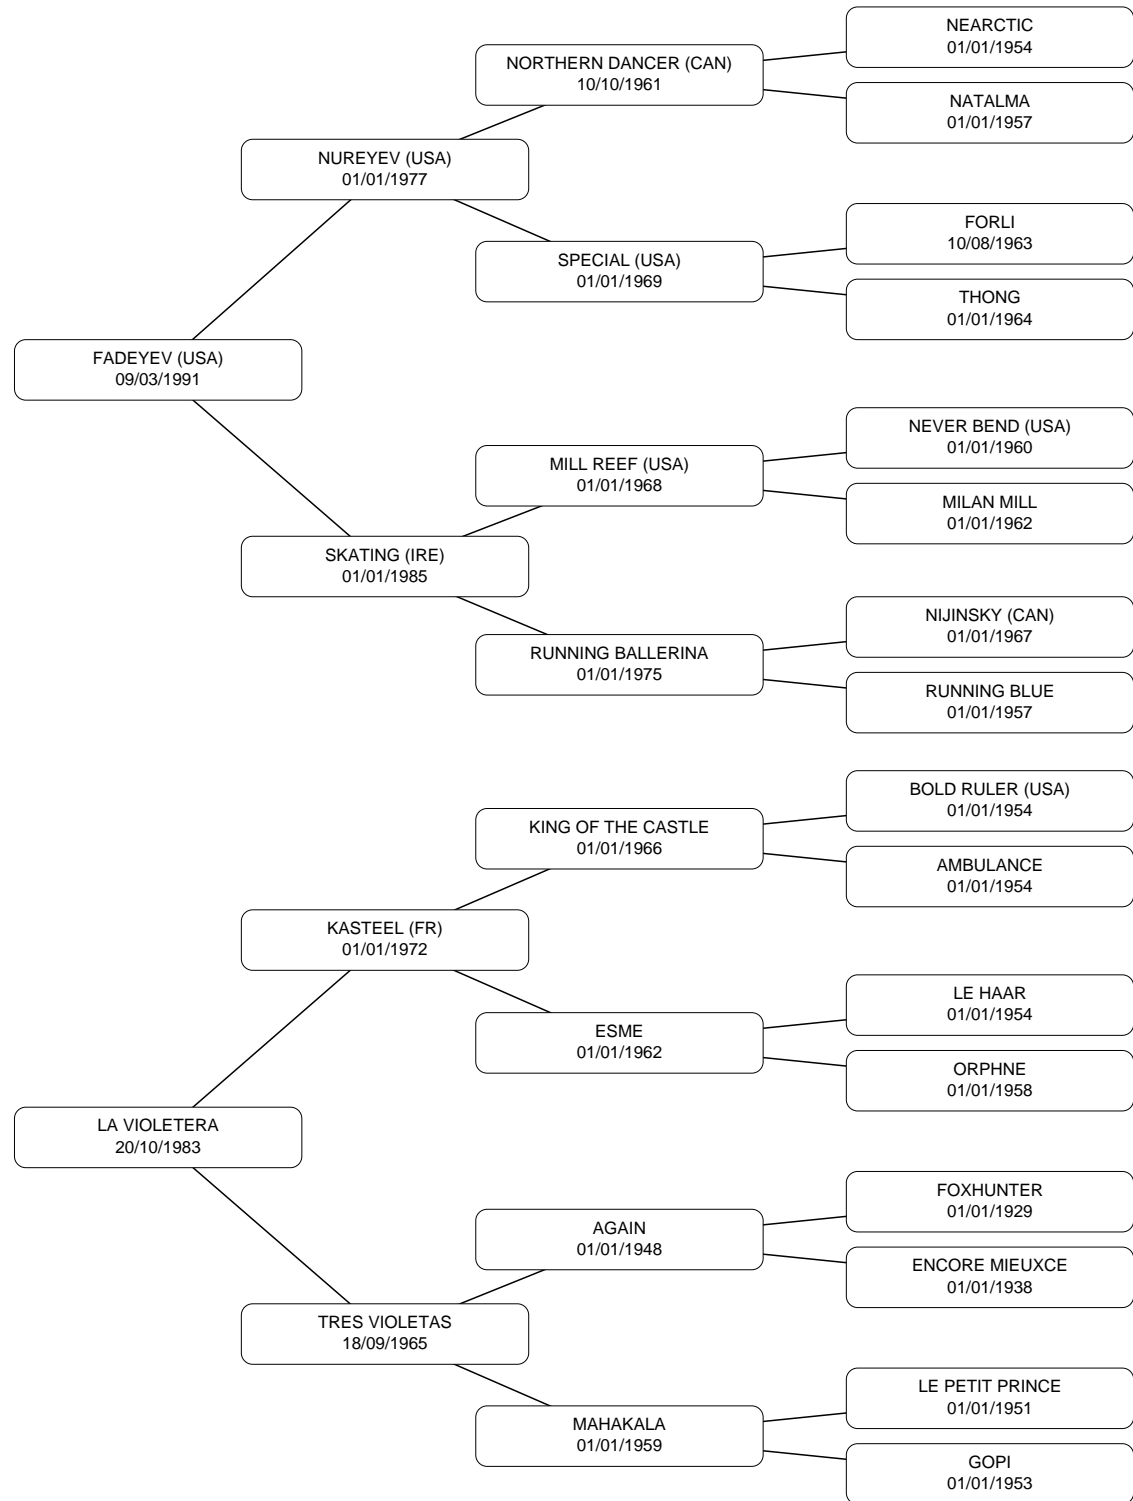 NEARCTIC
01/01/1954
NORTHERN DANCER (CAN)
10/10/1961
NATALMA
01/01/1957
NUREYEV (USA)
01/01/1977
FORLI
10/08/1963
SPECIAL (USA)
01/01/1969
THONG
01/01/1964
FADEYEV (USA)
09/03/1991
NEVER BEND (USA)
01/01/1960
MILL REEF (USA)
01/01/1968
MILAN MILL
01/01/1962
SKATING (IRE)
01/01/1985
NIJINSKY (CAN)
01/01/1967
RUNNING BALLERINA
01/01/1975
RUNNING BLUE
01/01/1957
BOLD RULER (USA)
01/01/1954
KING OF THE CASTLE
01/01/1966
AMBULANCE
01/01/1954
KASTEEL (FR)
01/01/1972
LE HAAR
01/01/1954
ESME
01/01/1962
ORPHNE
01/01/1958
LA VIOLETERA
20/10/1983
FOXHUNTER
01/01/1929
AGAIN
01/01/1948
ENCORE MIEUXCE
01/01/1938
TRES VIOLETAS
18/09/1965
LE PETIT PRINCE
01/01/1951
MAHAKALA
01/01/1959
GOPI
01/01/1953